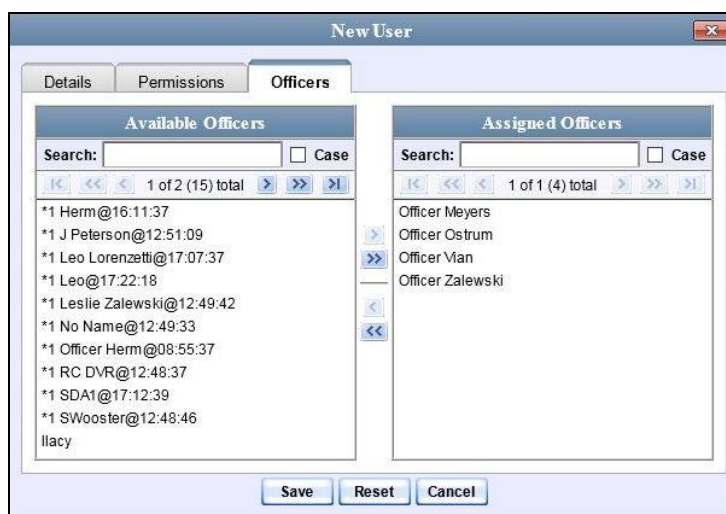 New User
Details Permissions Officers
Available Officers
Search: Case
1 of 2 (15) total
*1 Herm@16:11:37
*1 J Peterson@12:51:09
*1 Leo Lorenzetti@17:07:37
*1 Leo@17:22:18
*1 Leslie Zalewski@12:49:42
*1 No Name@12:49:33
*1 Officer Herm@08:55:37
*1 RC DVR@12:48:37
*1 SDA1@17:12:39
*1 SWooster@12:48:46
llacy
Assigned Officers
Search: Case
1 of 1 (4) total
Officer Meyers
Officer Ostrum
Officer Vian
Officer Zalewski
Save Reset Cancel